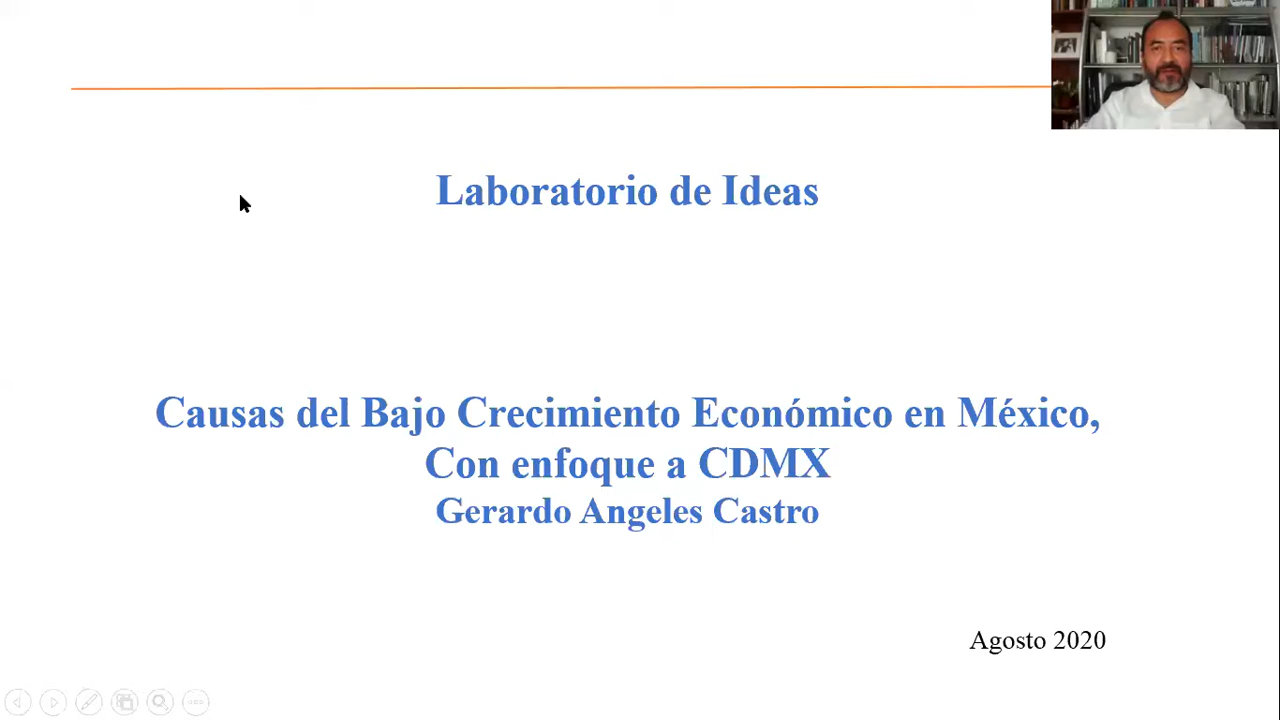 Laboratorio de Ideas
Causas del Bajo Crecimiento Económico en México,
Con enfoque a CDMX
Gerardo Angeles Castro
Agosto 2020